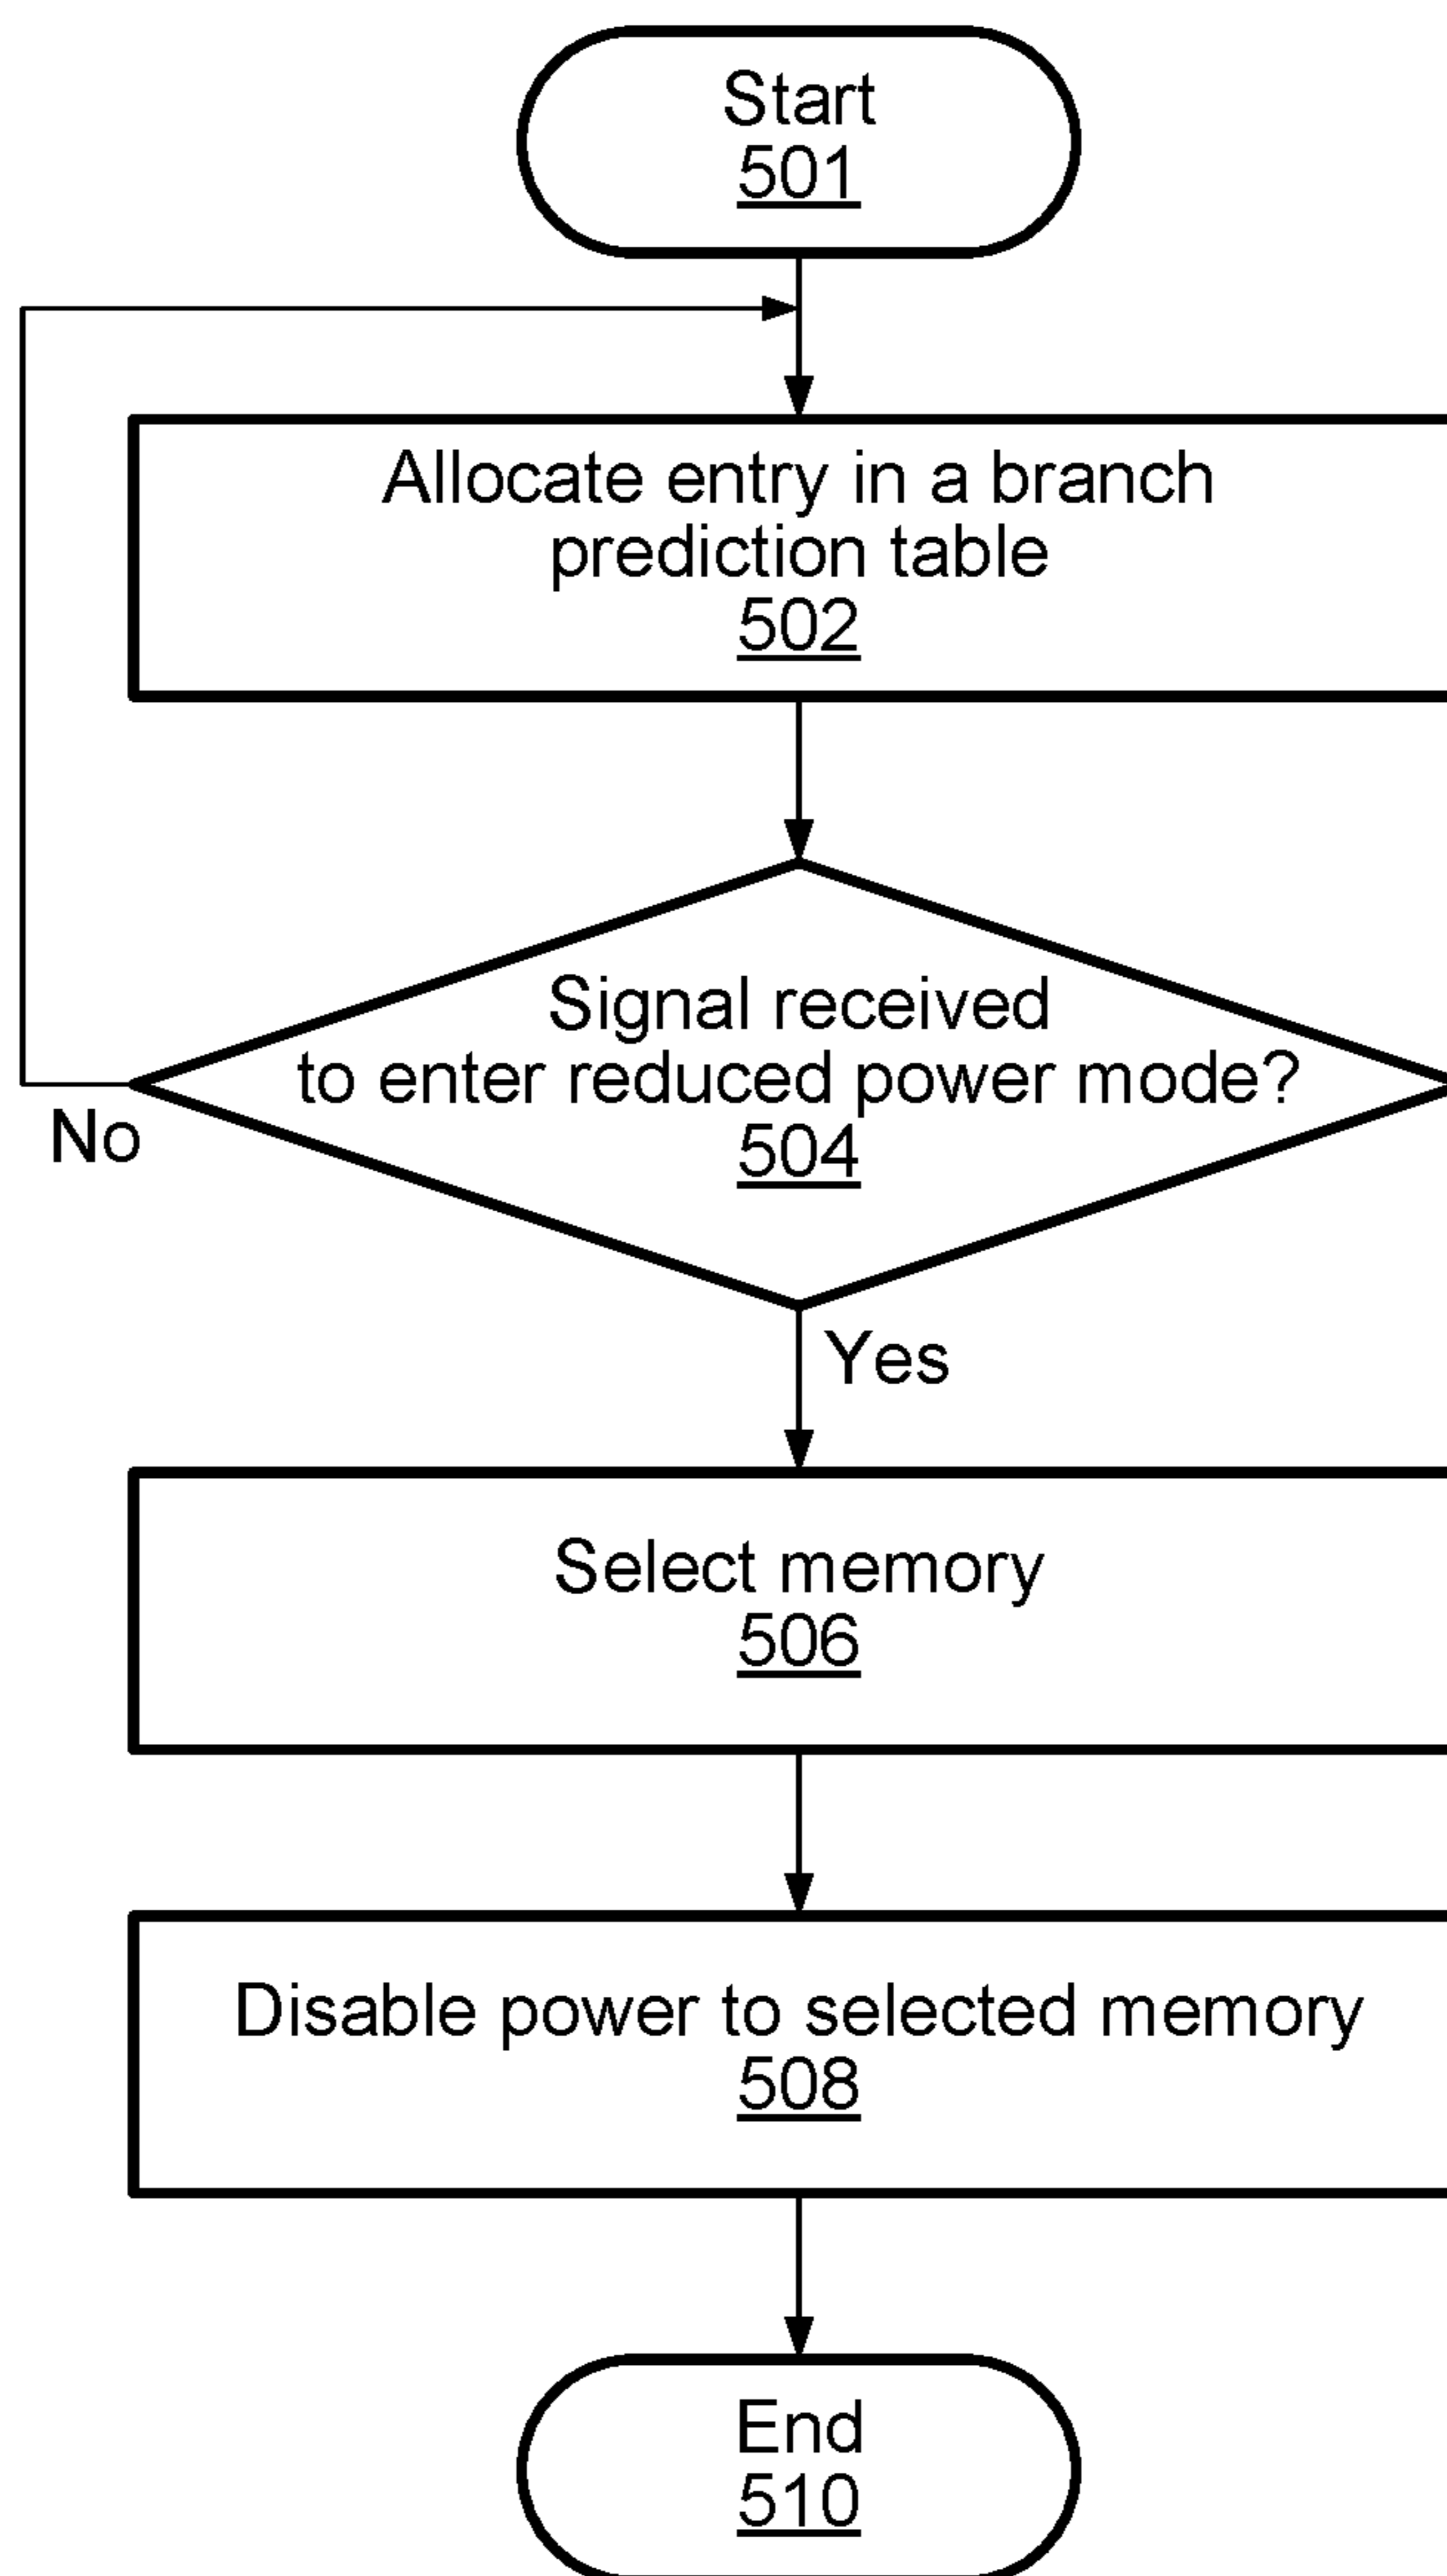 Start
501
Allocate entry in a branch
prediction table
502
Signal received
to enter reduced power mode?
504
No
Yes
Select memory
506
Disable power to selected memory
508
End
510